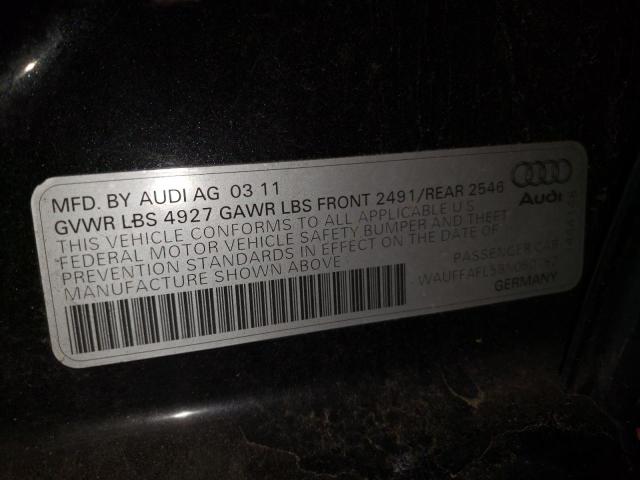 MFD. BY AUDI AG 03 11
GVWR LBS 4927 GAWR LBS FRONT 2491/REAR 2546
THIS VEHICLE CONFORMS TO ALL APPLICABLE U S
FEDERAL MOTOR VEHICLE SAFETY BUMPER AND THEFT
PREVENTION STANDARDS IN EFFECT ON THE DATE OF
MANUFACTURE SHOWN ABOVE
Audi
PASSENGER CAR
GERMANY